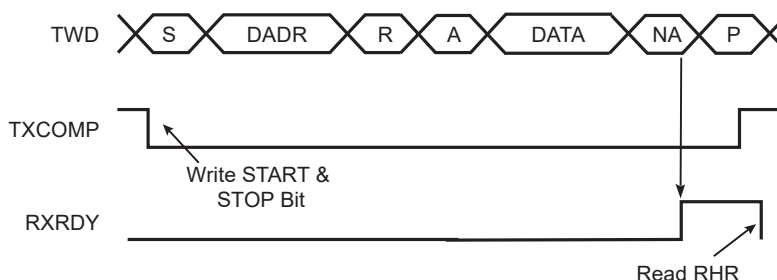 TWD S DADR R A DATA NA P
TXCOMP
Write START &
STOP Bit
RXRDY
Read RHR